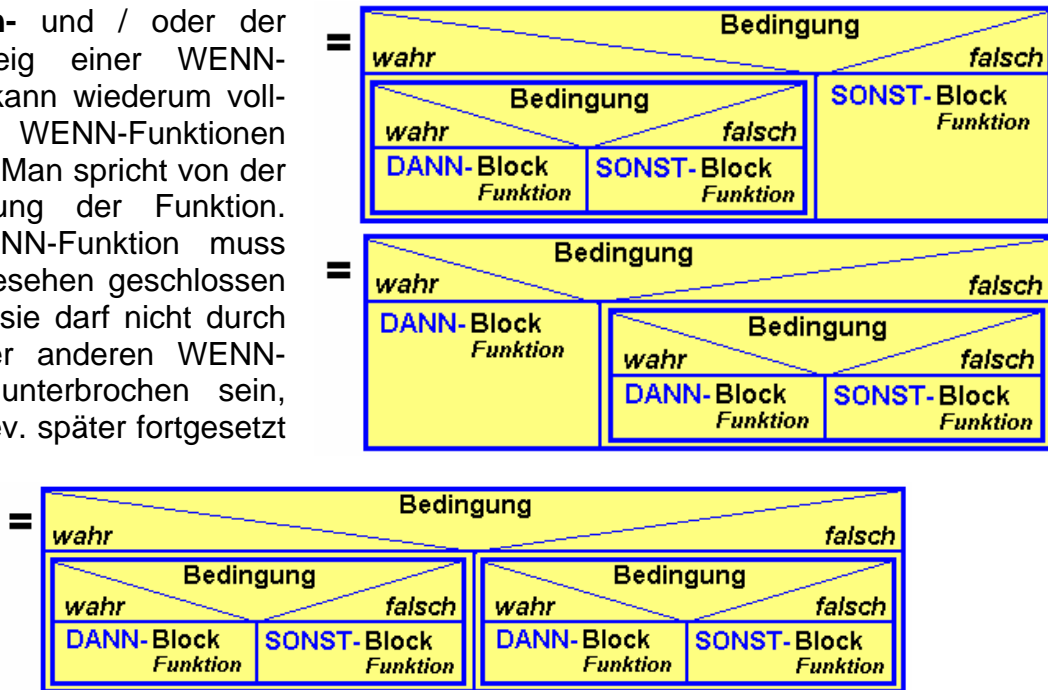 n- und / oder der
eig einer WENN-
kann wiederum voll-
WENN-Funktionen
Man spricht von der
ung der Funktion.
NN-Funktion muss
esehen geschlossen
sie darf nicht durch
er anderen WENN-
unterbrochen sein,
ev. später fortgesetzt
= Bedingung
wahr falsch
Bedingung SONST-Block
wahr falsch Funktion
DANN-Block SONST-Block
Funktion Funktion
= Bedingung
wahr falsch
DANN-Block Bedingung
Funktion wahr falsch
DANN-Block SONST-Block
Funktion Funktion
= Bedingung
wahr falsch
Bedingung Bedingung
wahr falsch wahr falsch
DANN-Block SONST-Block DANN-Block SONST-Block
Funktion Funktion Funktion Funktion